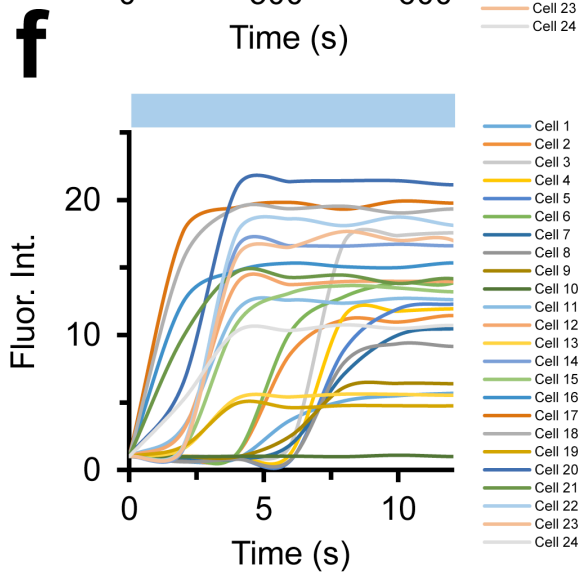 Cell 23
Cell 24
Time (s)
f
Cell 1
Cell 2
Cell 3
Cell 4
Cell 5
Cell 6
Cell 7
Cell 8
Cell 9
Cell 10
Cell 11
Cell 12
Cell 13
Cell 14
Cell 15
Cell 16
Cell 17
Cell 18
Cell 19
Cell 20
Cell 21
Cell 22
Cell 23
Cell 24
Fluor. Int.
20
10
0
0 5 10
Time (s)